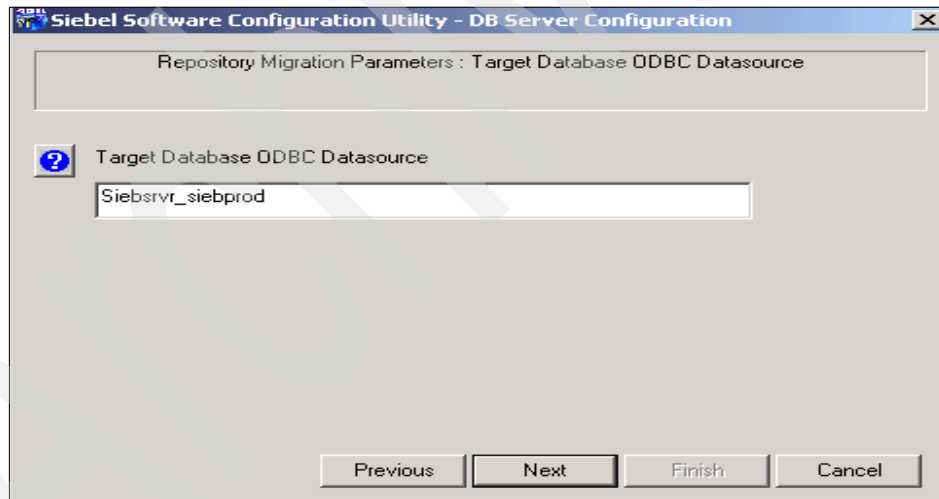 Siebel Software Configuration Utility - DB Server Configuration
Repository Migration Parameters : Target Database ODBC Datasource
Target Database ODBC Datasource
Siebsrvr_siebprod
Previous Next Finish Cancel